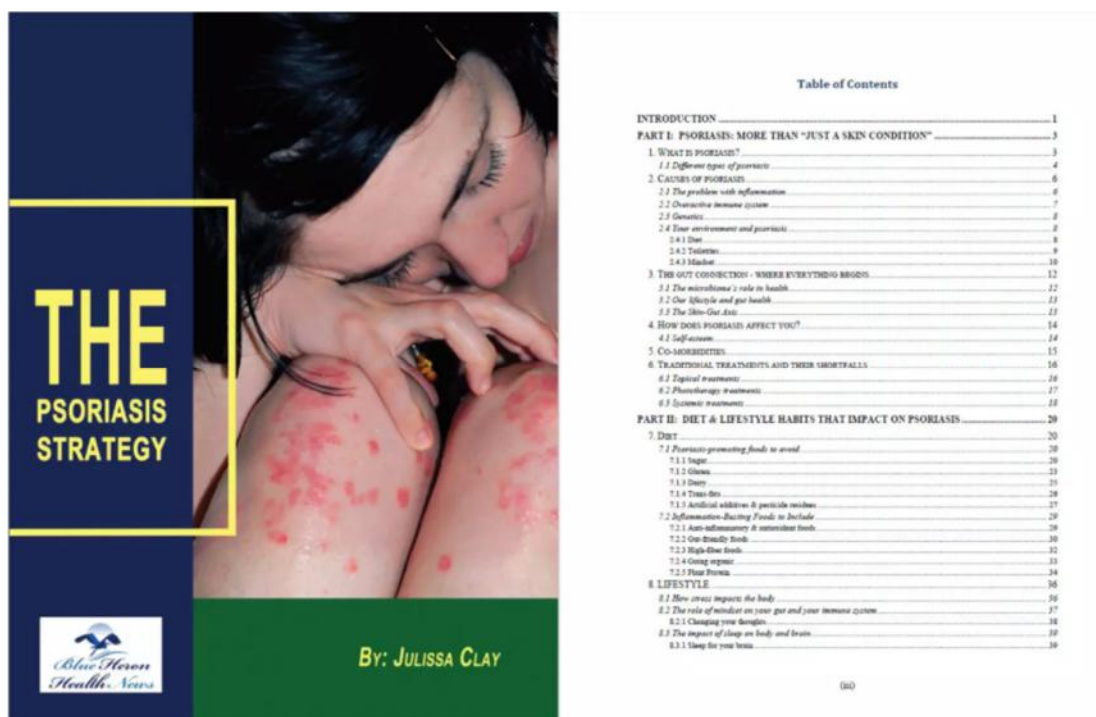 THE
PSORIASIS
STRATEGY
Blue Heron
Health News
BY: JULISSA CLAY
Table of Contents
INTRODUCTION 1
PART I: PSORIASIS: MORE THAN “JUST A SKIN CONDITION” 3
1. WHAT IS PSORIASIS? 3
1.1 Different types of psoriasis 4
2. CAUSES OF PSORIASIS 6
2.1 The problem with inflammation 6
2.2 Overactive immune system 7
2.3 Genetics 8
2.4 Your environment and psoriasis 8
2.4.1 Diet 8
2.4.2 Toiletries 9
2.4.3 Mindset 10
3. THE GUT CONNECTION - WHERE EVERYTHING BEGINS 12
3.1 The microbiome's role in health 12
3.2 Our lifestyle and gut health 13
3.3 The Skin-Gut Axis 13
4. HOW DOES PSORIASIS AFFECT YOU? 14
4.1 Self-esteem 14
5. CO-MORBIDITIES 15
6. TRADITIONAL TREATMENTS AND THEIR SHORTFALLS 16
6.1 Topical treatments 16
6.2 Phototherapy treatments 17
6.3 Systemic treatments 18
PART II: DIET & LIFESTYLE HABITS THAT IMPACT ON PSORIASIS 20
7. DIET 20
7.1 Psoriasis-promoting foods to avoid 20
7.1.1 Sugar 20
7.1.2 Gluten 23
7.1.3 Dairy 25
7.1.4 Trans-fats 26
7.1.5 Artificial additives & pesticide residues 27
7.2 Inflammation-Busting Foods to Include 29
7.2.1 Anti-inflammatory & antioxidant foods 29
7.2.2 Gut-friendly foods 30
7.2.3 High-fiber foods 32
7.2.4 Going organic 33
7.2.5 Plant Protein 34
8. LIFESTYLE 36
8.1 How stress impacts the body 36
8.2 The role of mindset on your gut and your immune system 37
8.2.1 Changing your thoughts 38
8.3 The impact of sleep on body and brain 39
8.3.1 Sleep for your brain 39
(iii)